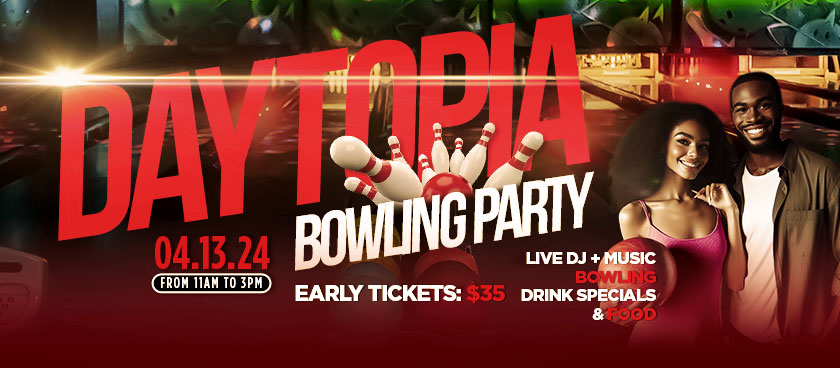 DAYTOPIA
BOWLING PARTY
04.13.24
FROM 11AM TO 3PM
EARLY TICKETS: $35
LIVE DJ + MUSIC
BOWLING
DRINK SPECIALS
& FOOD